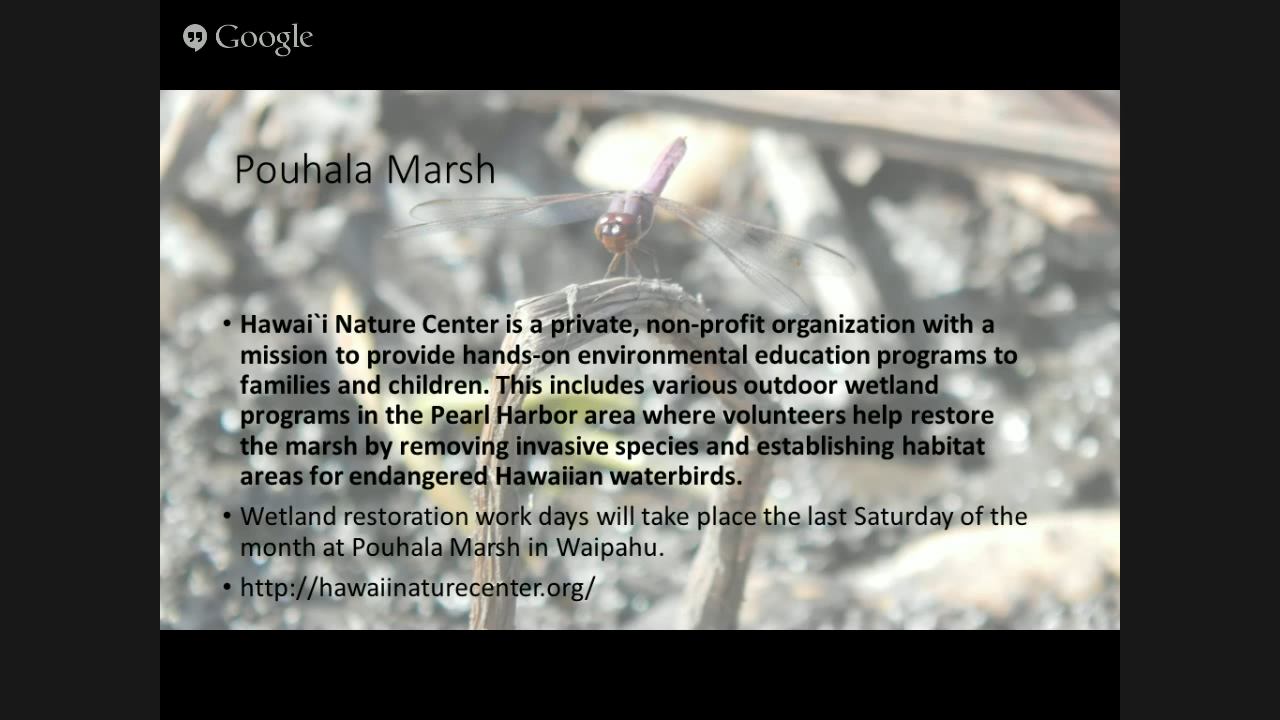 Google
Pouhala Marsh
• Hawai`i Nature Center is a private, non-profit organization with a
mission to provide hands-on environmental education programs to
families and children. This includes various outdoor wetland
programs in the Pearl Harbor area where volunteers help restore
the marsh by removing invasive species and establishing habitat
areas for endangered Hawaiian waterbirds.
• Wetland restoration work days will take place the last Saturday of the
month at Pouhala Marsh in Waipahu.
• http://hawaiinaturecenter.org/